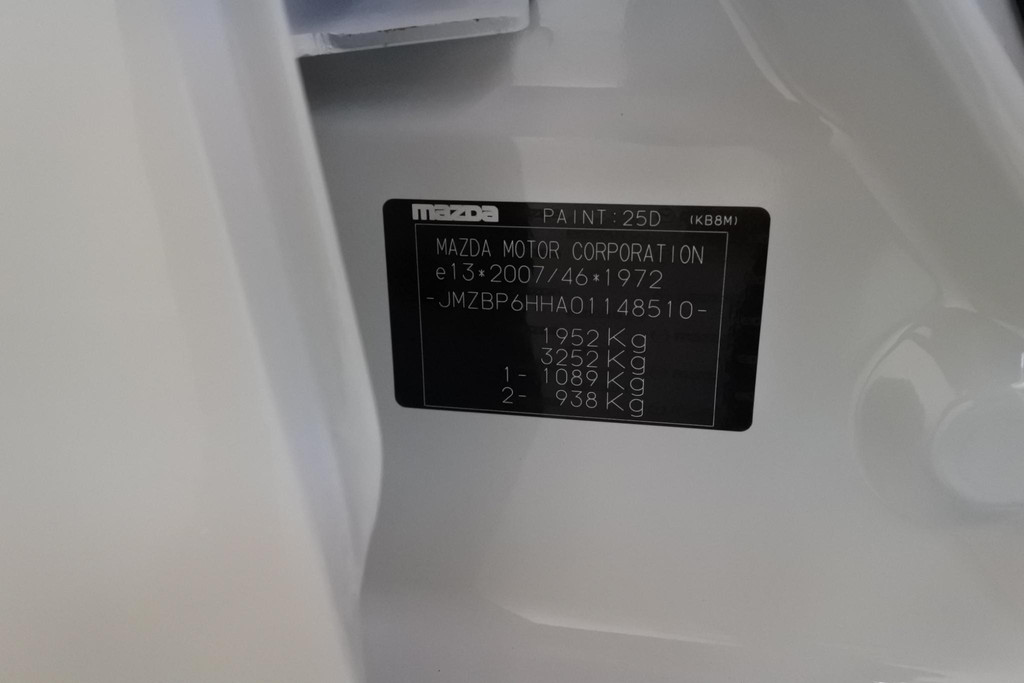 mazda PAINT:25D (KB8M)
MAZDA MOTOR CORPORATION
e13*2007/46*1972
-JMZBP6HHA01148510-
1952Kg
3252Kg
1- 1089Kg
2- 938Kg